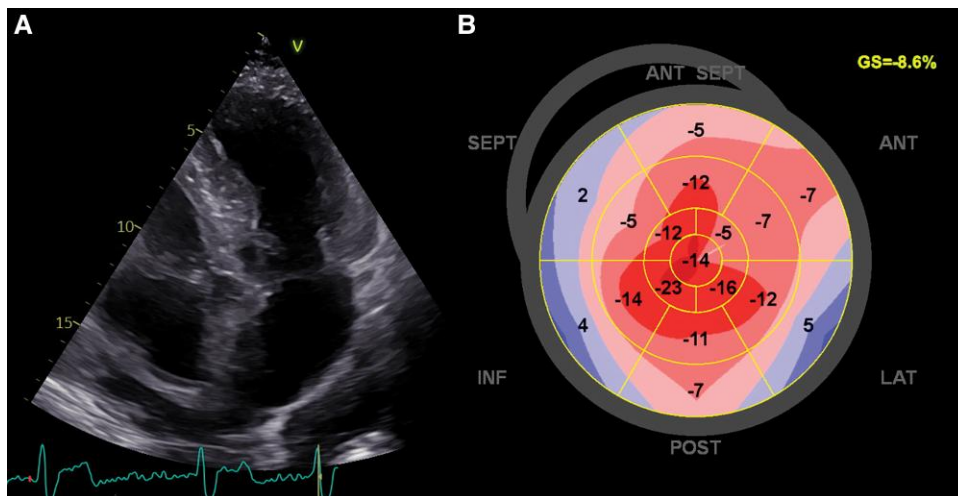 A
V
5
10
15
B
GS=-8.6%
ANT SEPT
SEPT
ANT
-5
2
-12
-7
-5
-7
-12
-5
-14
-14
-23
-16
-12
4
5
-11
-7
INF
LAT
POST